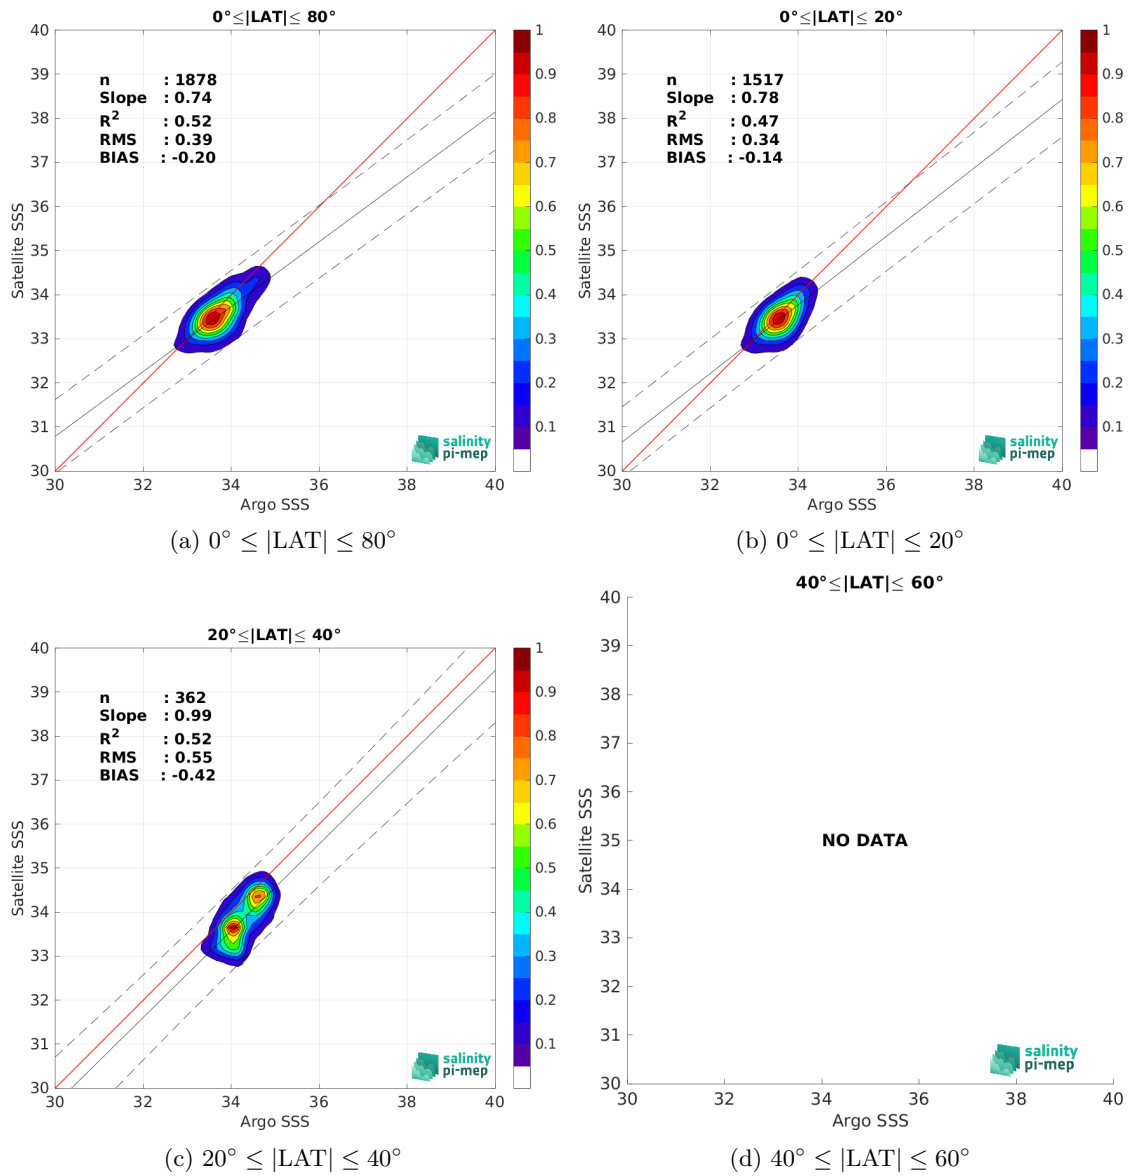 0°≤|LAT|≤ 80°
40
39
38
37
36
35
34
33
32
31
30
Satellite SSS
n : 1878
Slope : 0.74
R² : 0.52
RMS : 0.39
BIAS : -0.20
salinity
pi-mep
30 32 34 36 38 40
Argo SSS
1
0.9
0.8
0.7
0.6
0.5
0.4
0.3
0.2
0.1
(a) 0° ≤ |LAT| ≤ 80°
0°≤|LAT|≤ 20°
40
39
38
37
36
35
34
33
32
31
30
Satellite SSS
n : 1517
Slope : 0.78
R² : 0.47
RMS : 0.34
BIAS : -0.14
salinity
pi-mep
30 32 34 36 38 40
Argo SSS
1
0.9
0.8
0.7
0.6
0.5
0.4
0.3
0.2
0.1
(b) 0° ≤ |LAT| ≤ 20°
20°≤|LAT|≤ 40°
40
39
38
37
36
35
34
33
32
31
30
Satellite SSS
n : 362
Slope : 0.99
R² : 0.52
RMS : 0.55
BIAS : -0.42
salinity
pi-mep
30 32 34 36 38 40
Argo SSS
1
0.9
0.8
0.7
0.6
0.5
0.4
0.3
0.2
0.1
(c) 20° ≤ |LAT| ≤ 40°
40°≤|LAT|≤ 60°
40
39
38
37
36
35
34
33
32
31
30
Satellite SSS
NO DATA
salinity
pi-mep
30 32 34 36 38 40
Argo SSS
(d) 40° ≤ |LAT| ≤ 60°